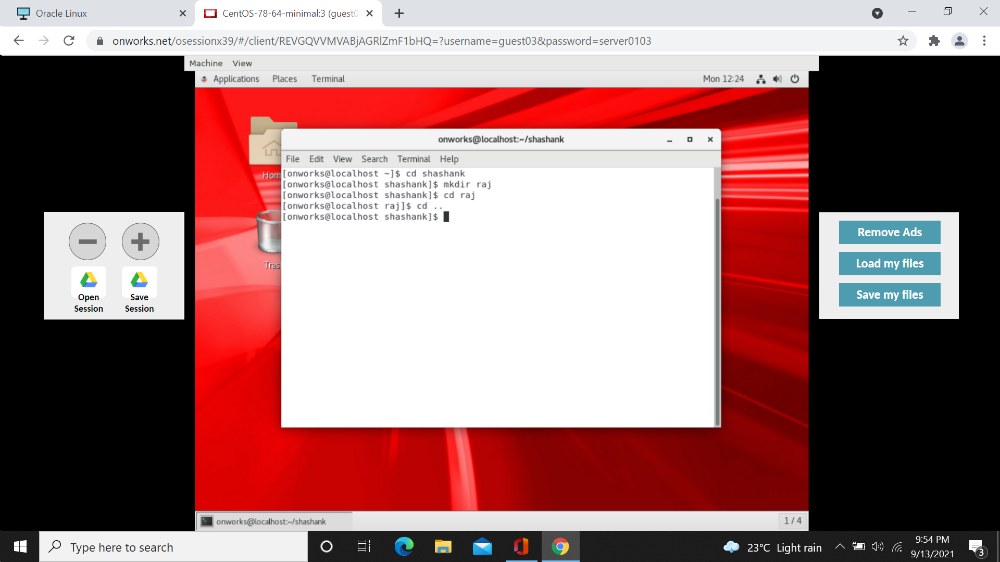 Oracle Linux
CentOS-78-64-minimal:3 (guest0
onworks.net/osessionx39/#/client/REVGQVVMVABjAGRlZmF1bHQ=?username=guest03&password=server0103
Machine View
Applications Places Terminal Mon 12:24
Home
Tras
onworks@localhost:~/shashank
File Edit View Search Terminal Help
[onworks@localhost ~]$ cd shashank
[onworks@localhost shashank]$ mkdir raj
[onworks@localhost shashank]$ cd raj
[onworks@localhost raj]$ cd ..
[onworks@localhost shashank]$
Open
Session
Save
Session
Remove Ads
Load my files
Save my files
onworks@localhost:~/shashank
1 / 4
Type here to search
23°C Light rain
9:54 PM
9/13/2021
3